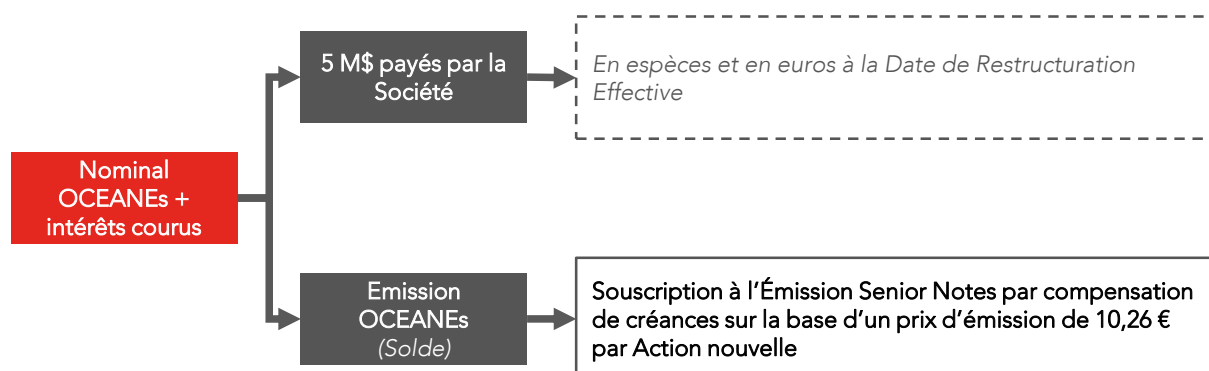 5 M$ payés par la
Société
En espèces et en euros à la Date de Restructuration
Effective
Nominal
OCEANEs +
intérêts courus
Emission
OCEANEs
(Solde)
Souscription à l'Émission Senior Notes par compensation
de créances sur la base d'un prix d'émission de 10,26 €
par Action nouvelle